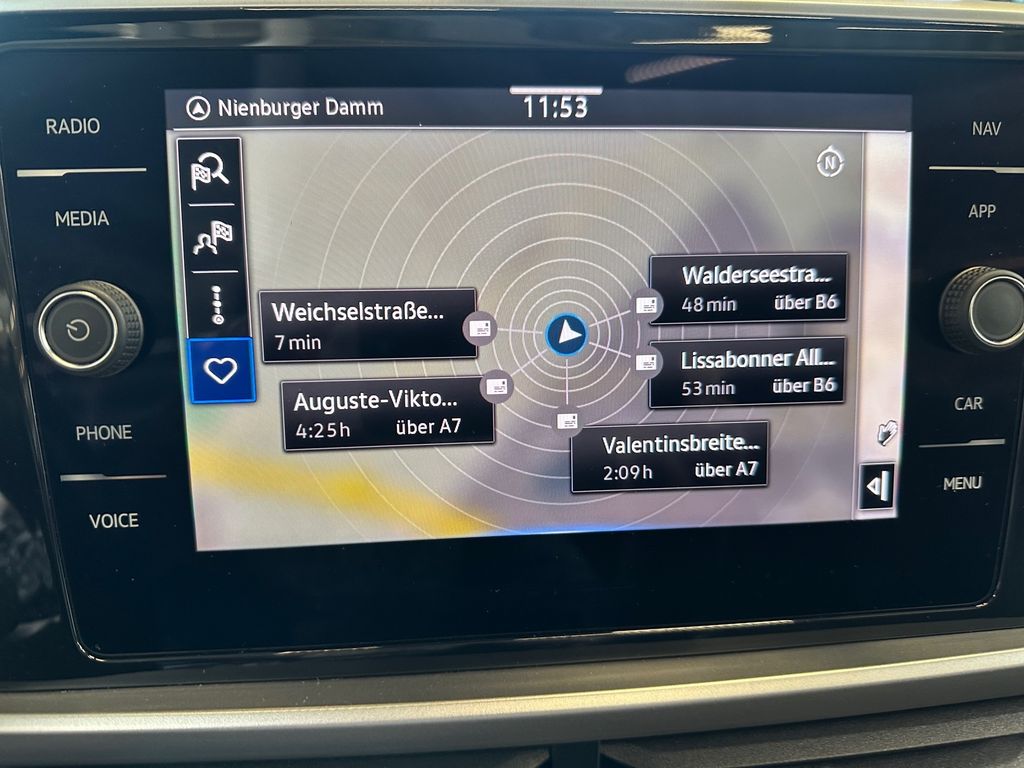 Nienburger Damm
11:53
RADIO
MEDIA
PHONE
VOICE
N
Weichselstraße...
7 min
Auguste-Vikto...
4:25 h über A7
Walderseestra...
48 min über B6
Lissabonner All...
53 min über B6
Valentinsbreite...
2:09 h über A7
NAV
APP
CAR
MENU